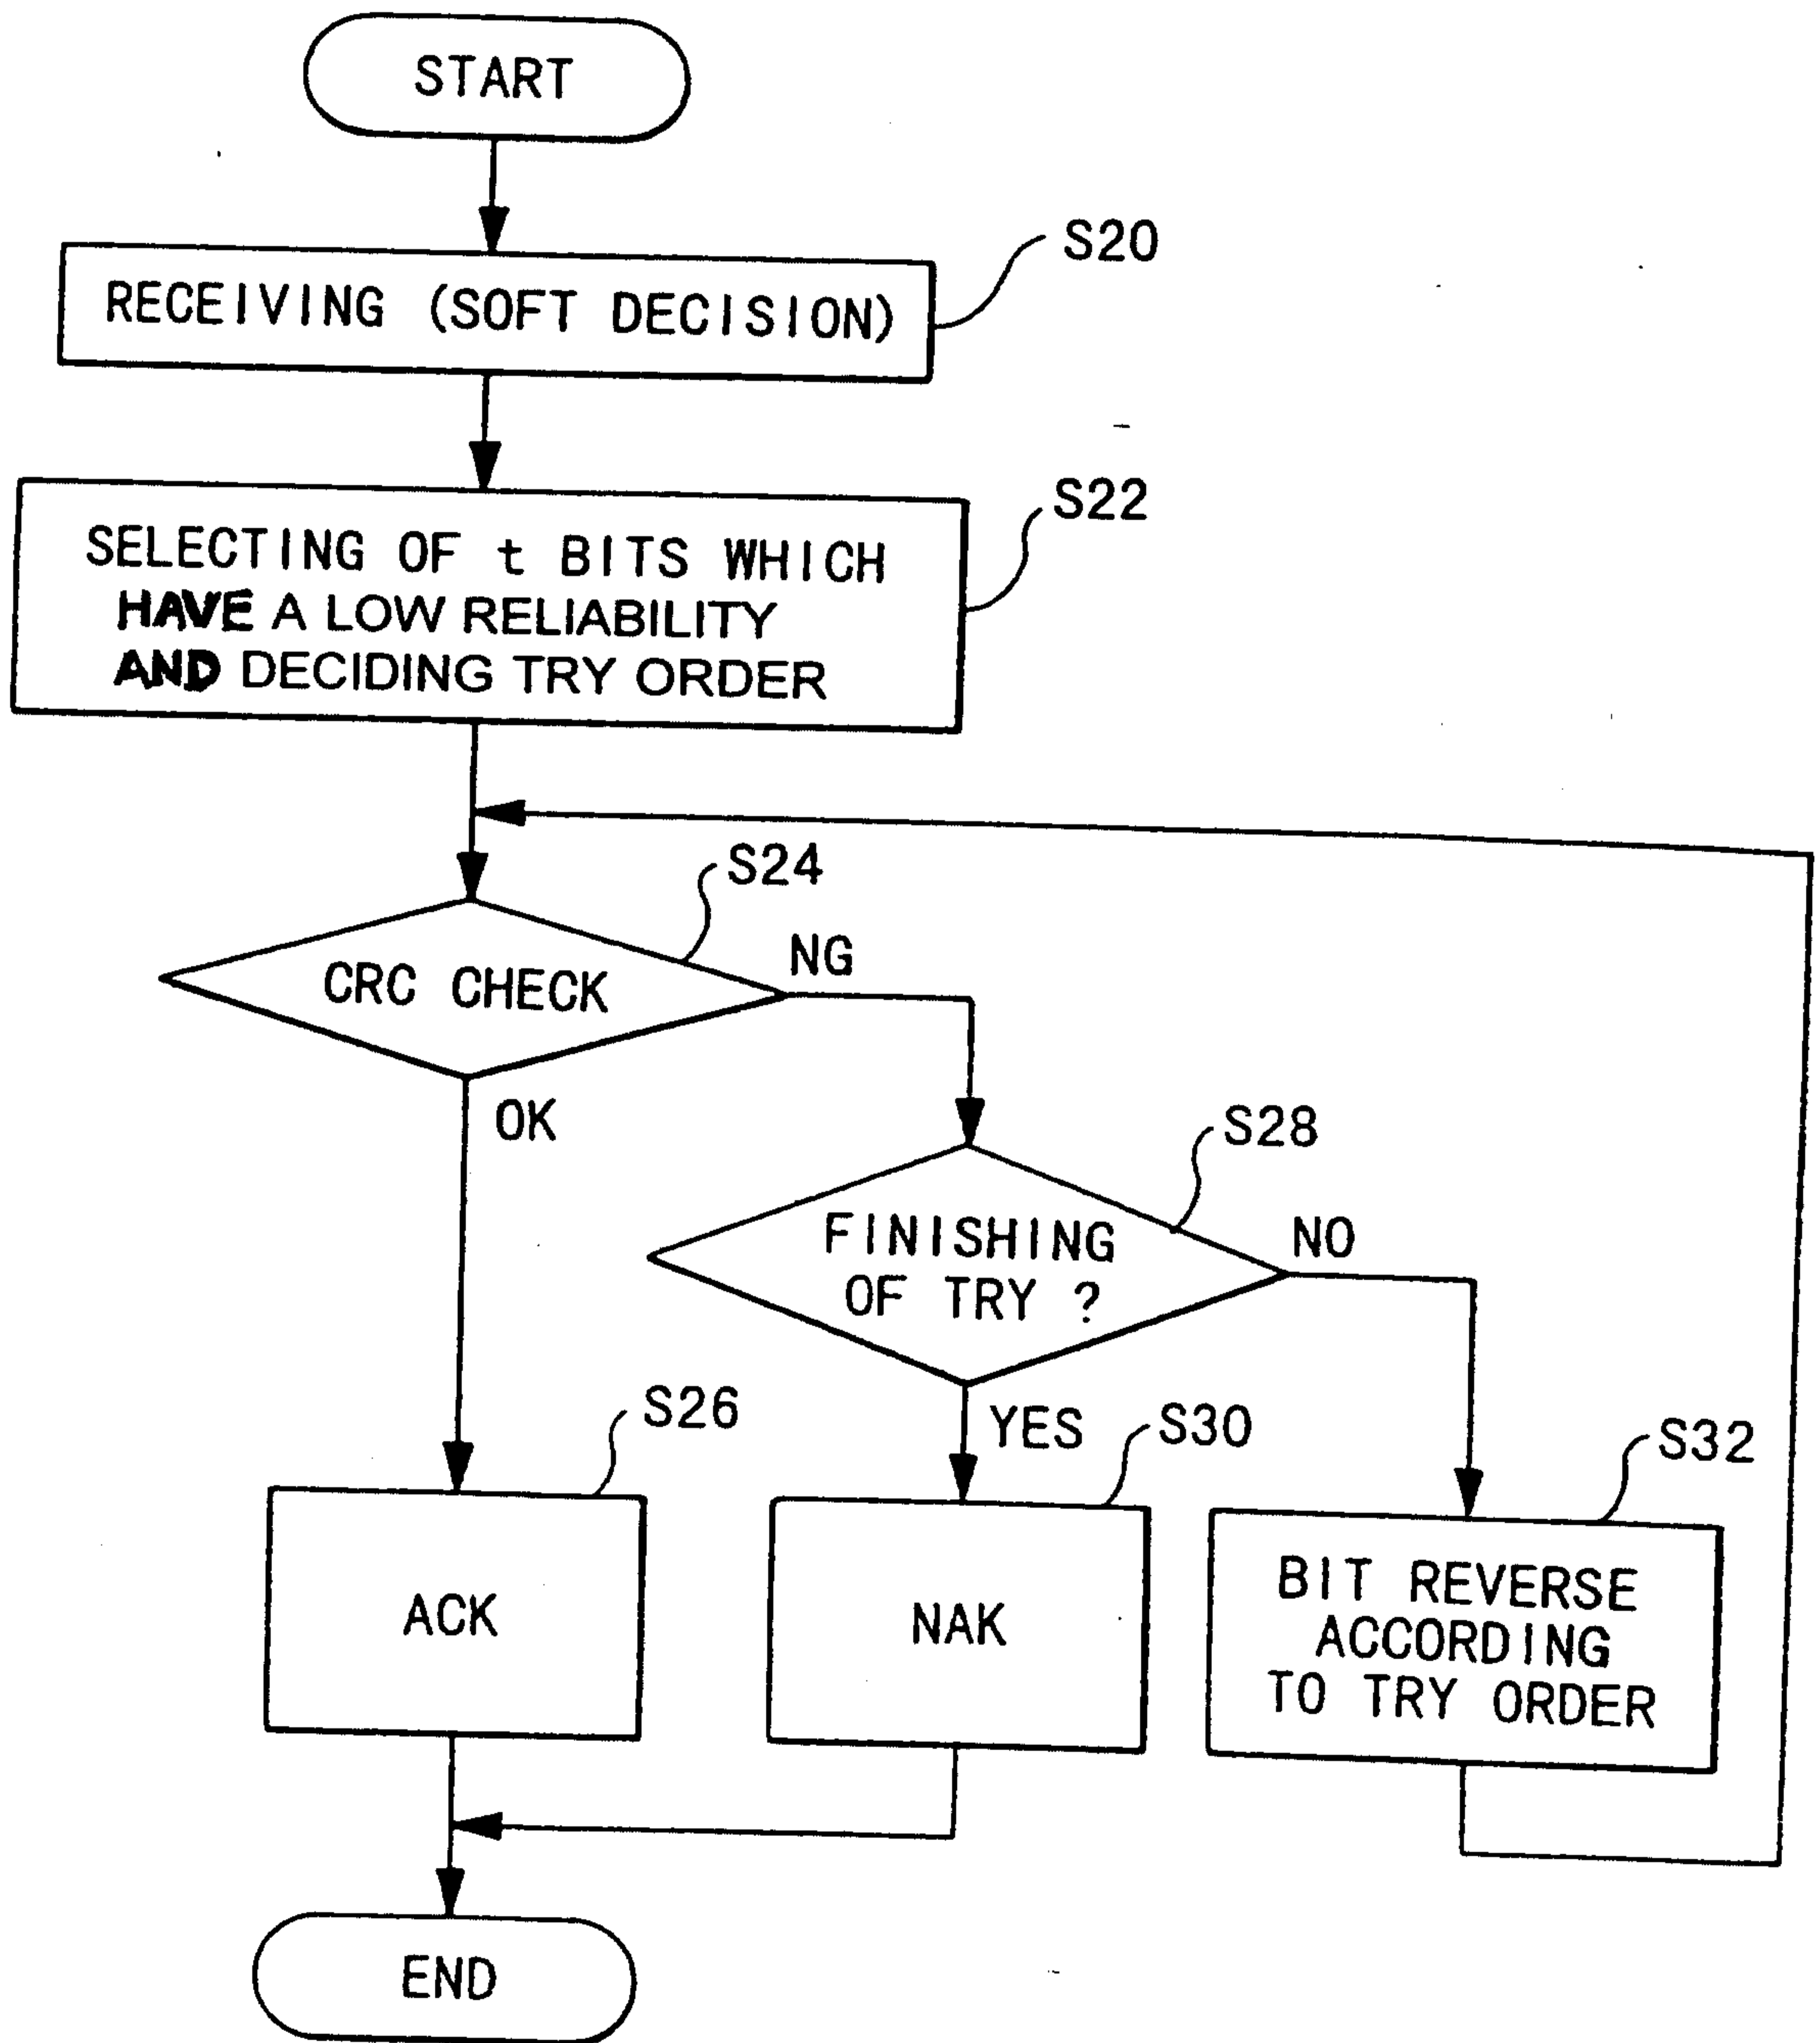 START
S20
RECEIVING (SOFT DECISION)
S22
SELECTING OF t BITS WHICH
HAVE A LOW RELIABILITY
AND DECIDING TRY ORDER
S24
CRC CHECK
NG
OK
S28
FINISHING
OF TRY ?
NO
YES
S26
S30
S32
ACK
NAK
BIT REVERSE
ACCORDING
TO TRY ORDER
END